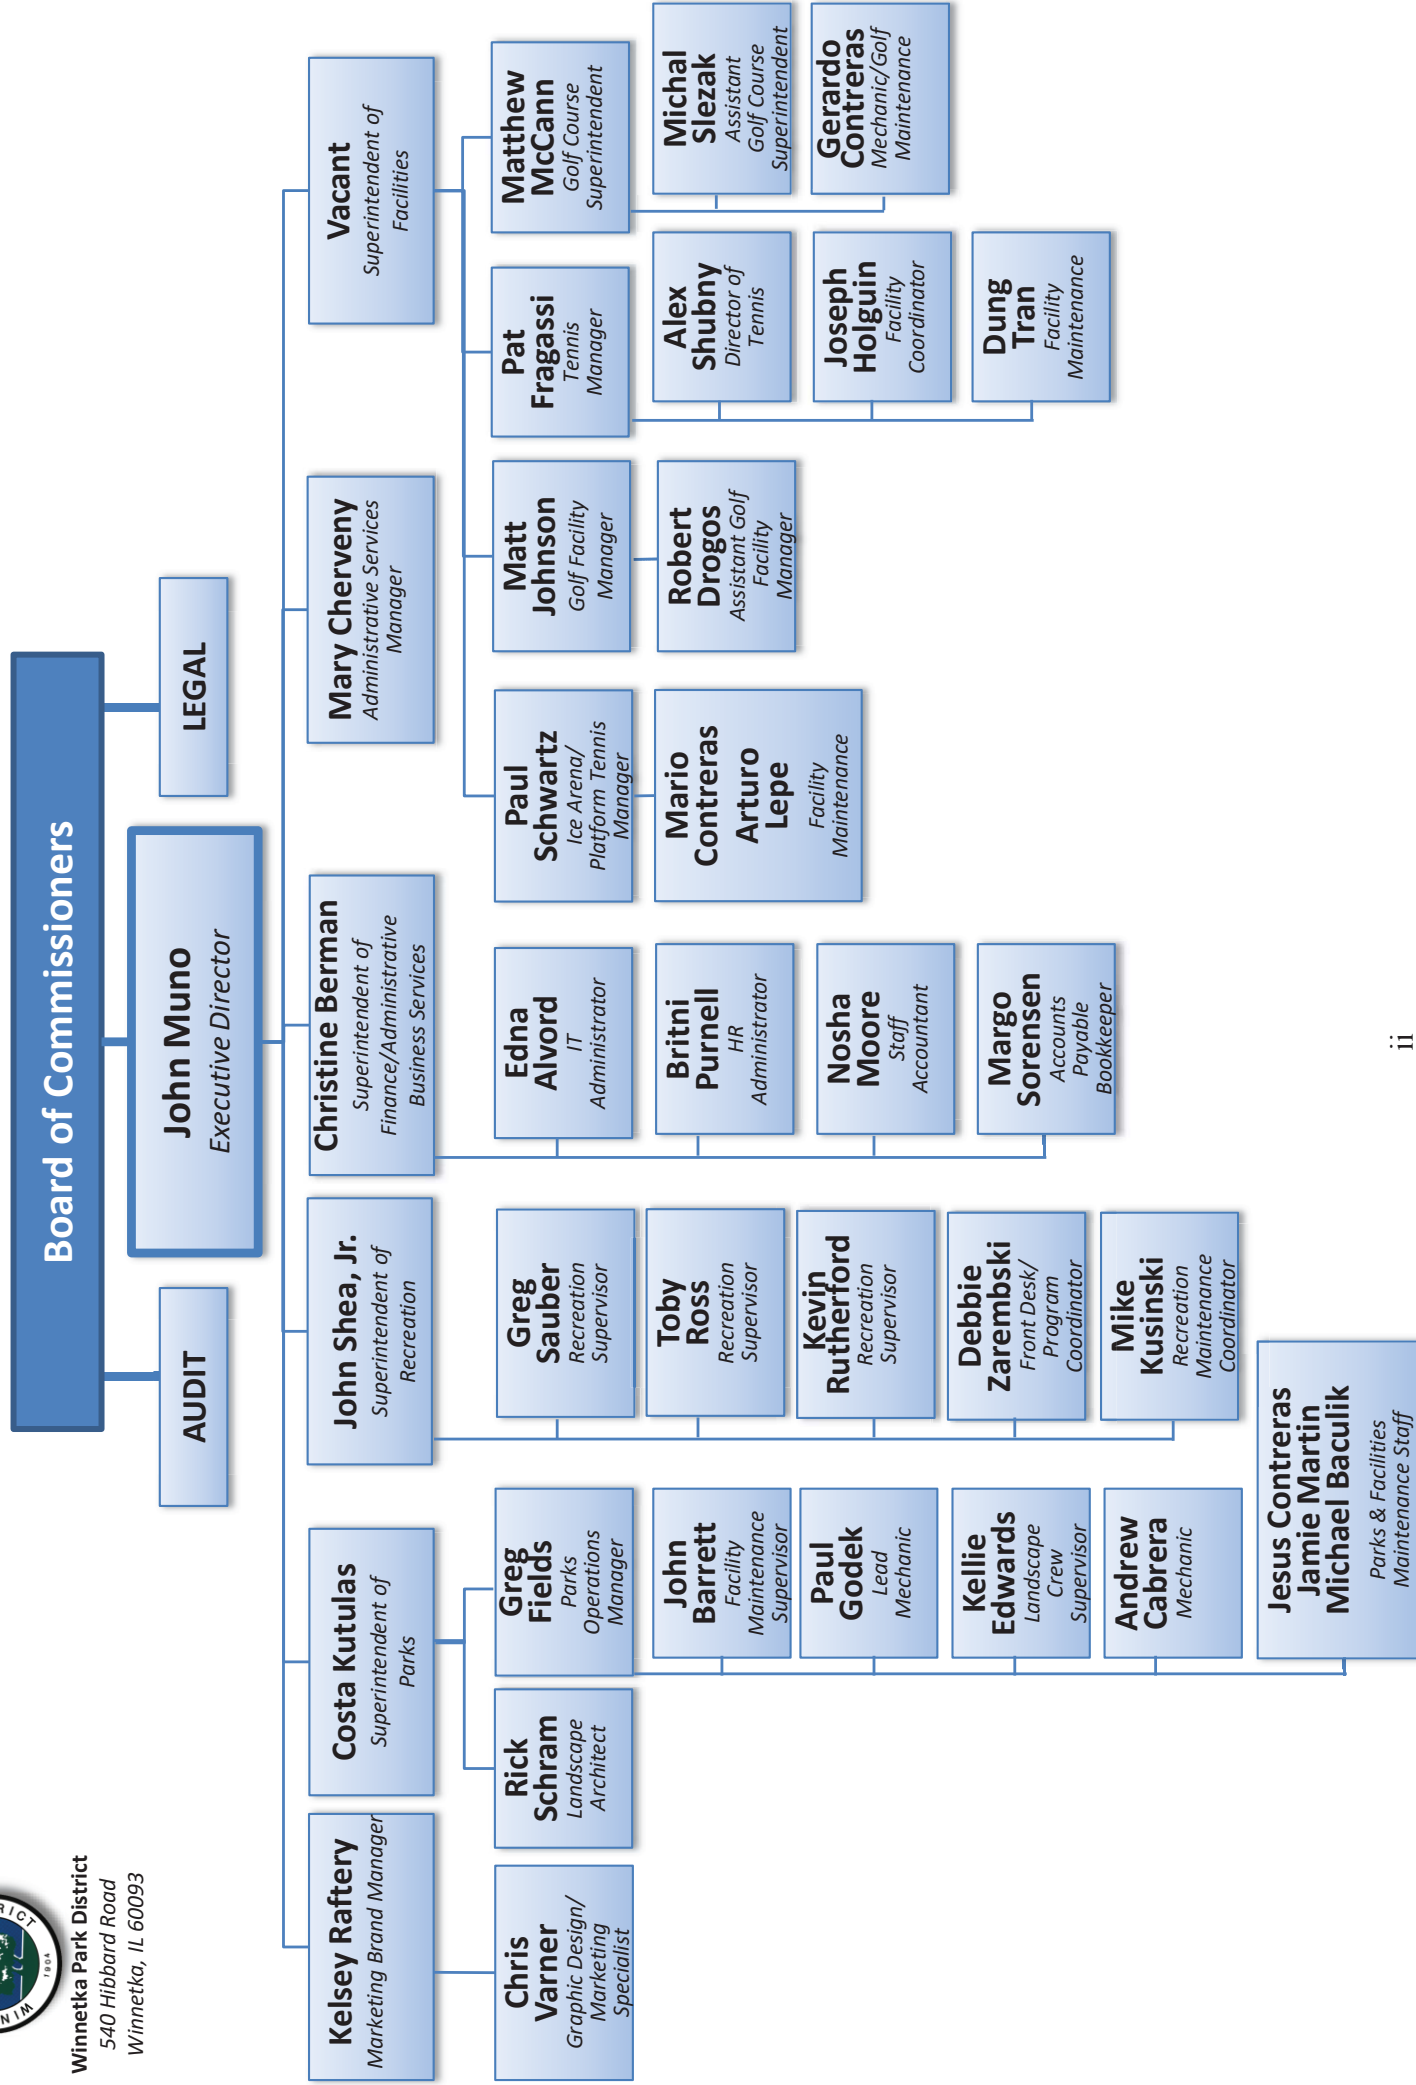 WIN
RICT
1904
Winnetka Park District
540 Hibbard Road
Winnetka, IL 60093
Board of Commissioners
AUDIT
John Muno
Executive Director
LEGAL
Kelsey Raftery
Marketing Brand Manager
Costa Kutulas
Superintendent of
Parks
John Shea, Jr.
Superintendent of
Recreation
Christine Berman
Superintendent of
Finance/Administrative
Business Services
Mary Cherveny
Administrative Services
Manager
Vacant
Superintendent of
Facilities
Chris
Varner
Graphic Design/
Marketing
Specialist
Rick
Schram
Landscape
Architect
Greg
Fields
Parks
Operations
Manager
John
Barrett
Facility
Maintenance
Supervisor
Paul
Godek
Lead
Mechanic
Kellie
Edwards
Landscape
Crew
Supervisor
Andrew
Cabrera
Mechanic
Jesus Contreras
Jamie Martin
Michael Baculik
Parks & Facilities
Maintenance Staff
Greg
Sauber
Recreation
Supervisor
Toby
Ross
Recreation
Supervisor
Kevin
Rutherford
Recreation
Supervisor
Debbie
Zarembski
Front Desk/
Program
Coordinator
Mike
Kusinski
Recreation
Maintenance
Coordinator
Edna
Alvord
IT
Administrator
Britni
Purnell
HR
Administrator
Nosha
Moore
Staff
Accountant
Margo
Sorensen
Accounts
Payable
Bookkeeper
Paul
Schwartz
Ice Arena/
Platform Tennis
Manager
Mario
Contreras
Arturo
Lepe
Facility
Maintenance
Matt
Johnson
Golf Facility
Manager
Robert
Drogos
Assistant Golf
Facility
Manager
Pat
Fragassi
Tennis
Manager
Alex
Shubny
Director of
Tennis
Joseph
Holguin
Facility
Coordinator
Dung
Tran
Facility
Maintenance
Matthew
McCann
Golf Course
Superintendent
Michal
Slezak
Assistant
Golf Course
Superintendent
Gerardo
Contreras
Mechanic/Golf
Maintenance
ii